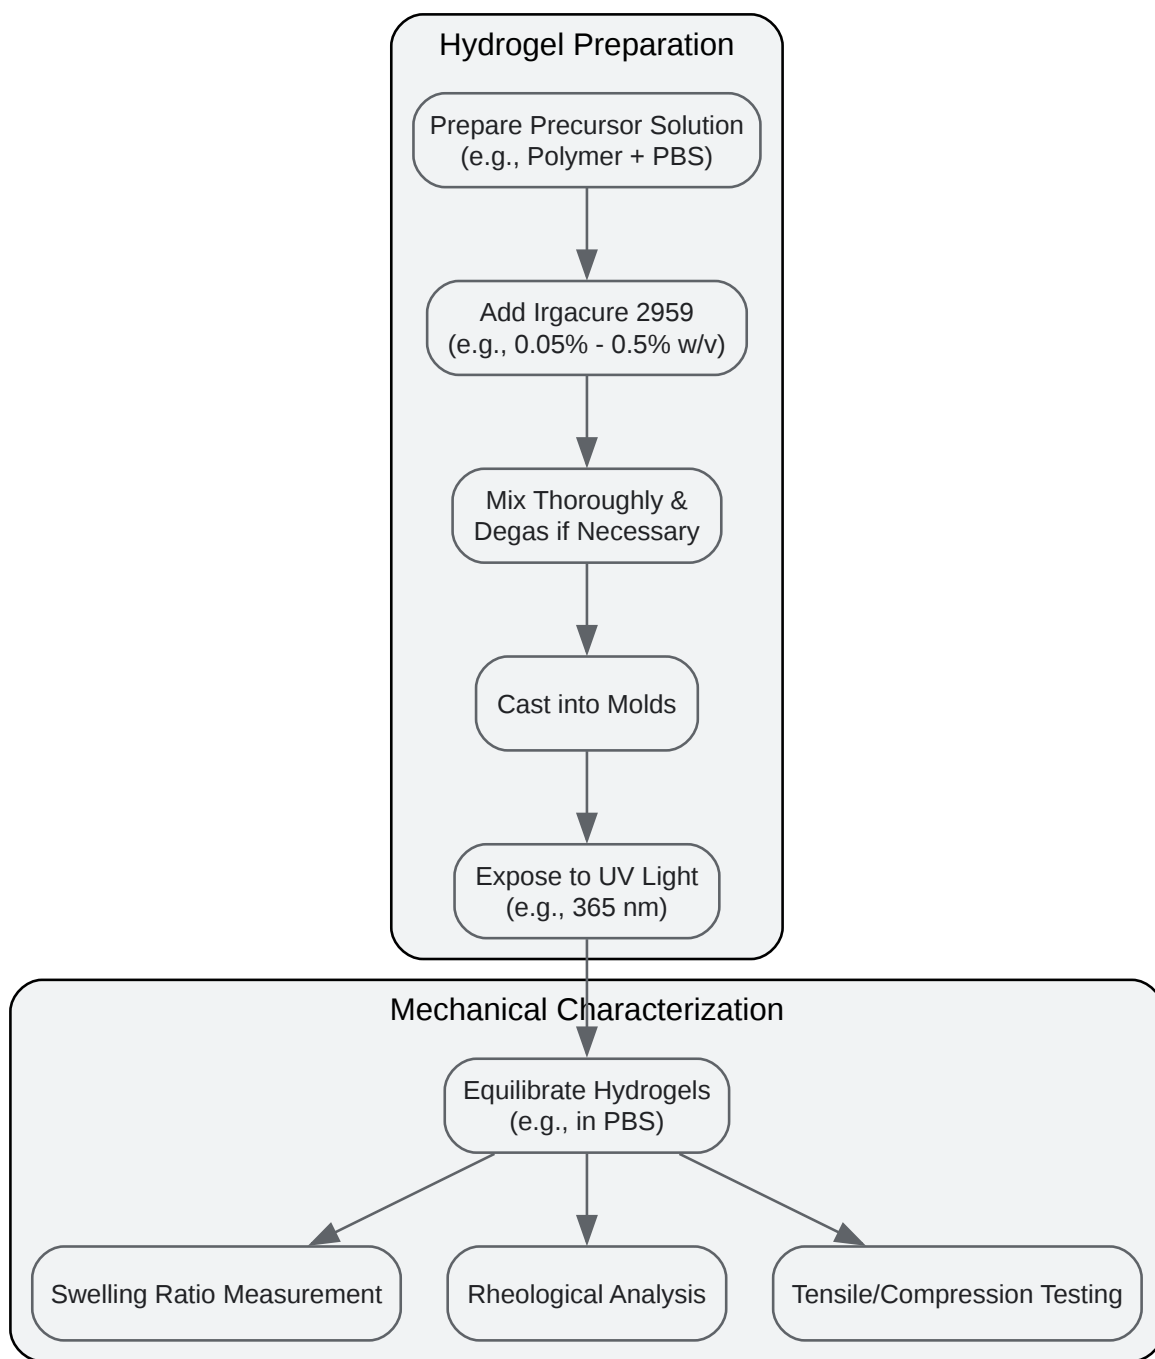 Hydrogel Preparation
Prepare Precursor Solution
(e.g., Polymer + PBS)
Add Irgacure 2959
(e.g., 0.05% - 0.5% w/v)
Mix Thoroughly &
Degas if Necessary
Cast into Molds
Expose to UV Light
(e.g., 365 nm)
Mechanical Characterization
Equilibrate Hydrogels
(e.g., in PBS)
Swelling Ratio Measurement
Rheological Analysis
Tensile/Compression Testing